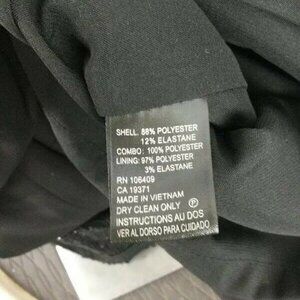 SHELL: 88% POLYESTER
12% ELASTANE
COMBO: 100% POLYESTER
LINING: 97% POLYESTER
3% ELASTANE
RN 106409
CA 19371
MADE IN VIETNAM
DRY CLEAN ONLY Ⓟ
INSTRUCTIONS AU DOS
VER AL DORSO PARA CUIDADO